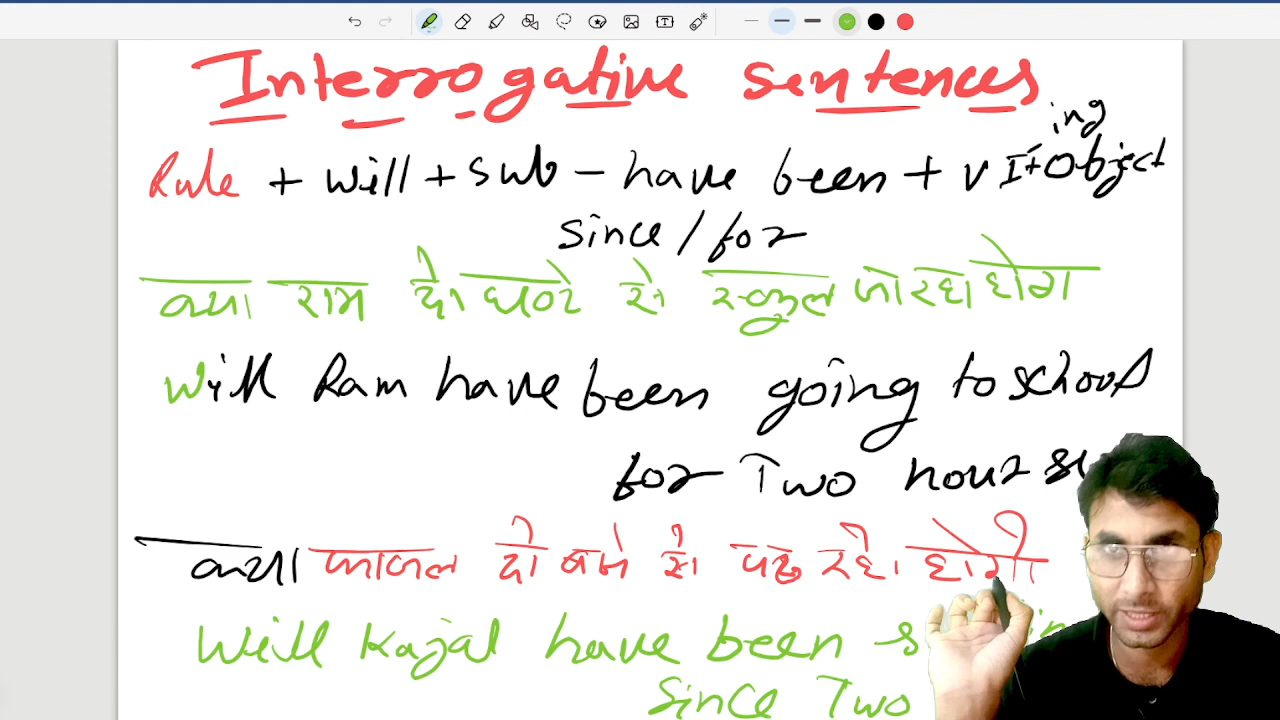 Interrogative sentences
ing
Rule + will + sub - have been + v I + Object
since / for
क्या राम दो घण्टे से स्कुल जा रहा होगा
Will Ram have been going to school
for Two hours
क्या काजल दो बजे से पढ रही होगी
Will Kajal have been
since Two